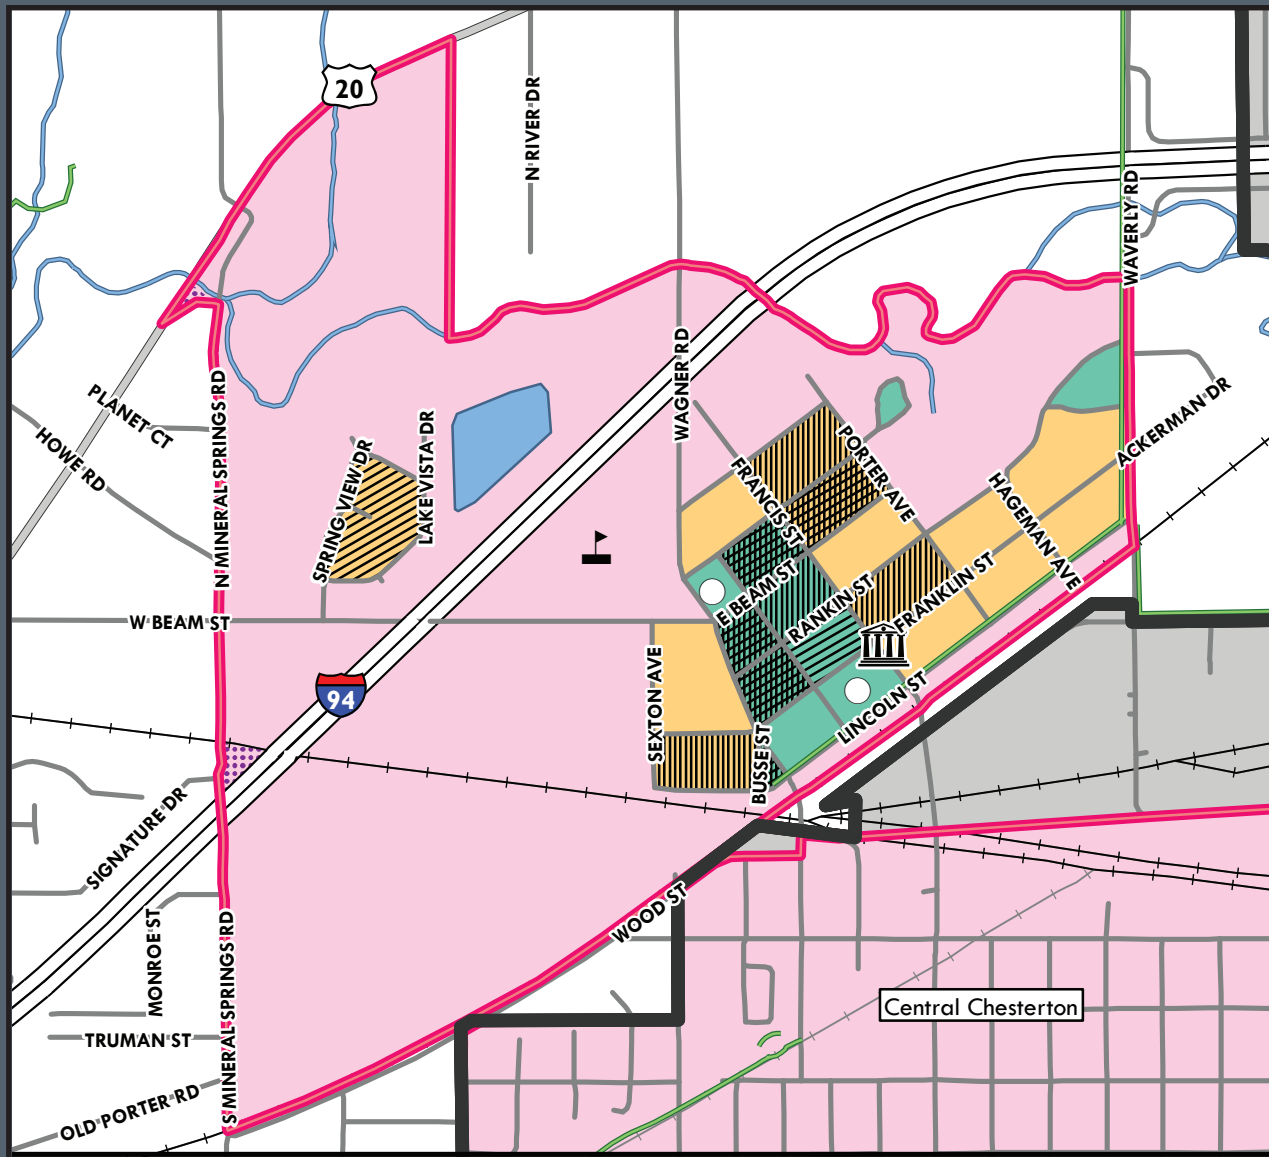 20
N RIVER DR
WAVERLY RD
WAGNER RD
PLANET CT
HOWE RD
N MINERAL SPRINGS RD
SPRING VIEW DR
LAKE VISTA DR
FRANCIS ST
PORTER AVE
HAGEMAN AVE
ACKERMAN DR
E BEAM ST
RANKIN ST
FRANKLIN ST
W BEAM ST
94
SEXTON AVE
BUSSE ST
LINCOLN ST
SIGNATURE DR
MONROE ST
WOOD ST
S MINERAL SPRINGS RD
TRUMAN ST
OLD PORTER RD
Central Chesterton